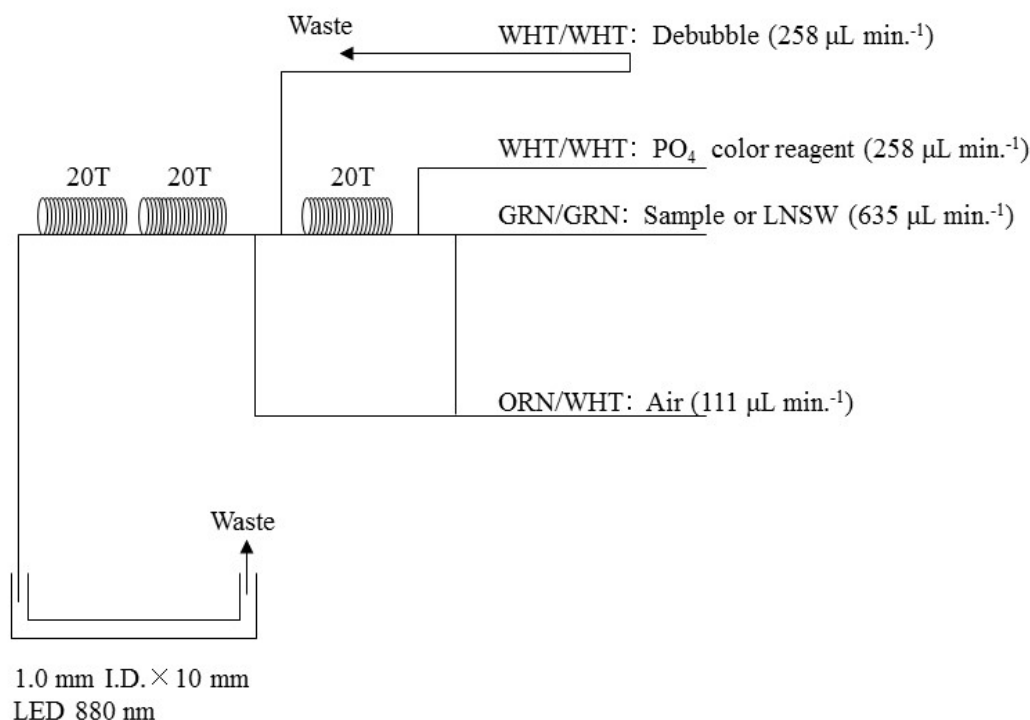 Waste
WHT/WHT: Debubble (258 μL min.⁻¹)
WHT/WHT: PO₄ color reagent (258 μL min.⁻¹)
20T 20T 20T
GRN/GRN: Sample or LNSW (635 μL min.⁻¹)
ORN/WHT: Air (111 μL min.⁻¹)
Waste
1.0 mm I.D.×10 mm
LED 880 nm